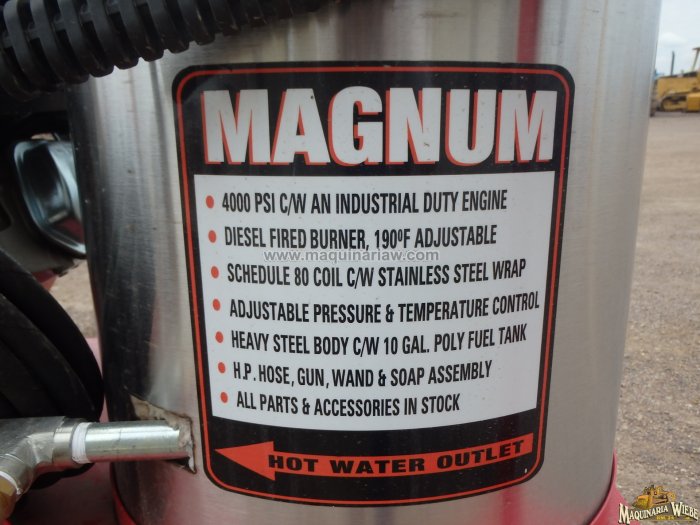 MAGNUM
• 4000 PSI C/W AN INDUSTRIAL DUTY ENGINE
• DIESEL FIRED BURNER, 190ºF ADJUSTABLE
www.maquinariaw.com
• SCHEDULE 80 COIL C/W STAINLESS STEEL WRAP
• ADJUSTABLE PRESSURE & TEMPERATURE CONTROL
• HEAVY STEEL BODY C/W 10 GAL. POLY FUEL TANK
• H.P. HOSE, GUN, WAND & SOAP ASSEMBLY
• ALL PARTS & ACCESSORIES IN STOCK
HOT WATER OUTLET
MAQUINARIA WIEBE